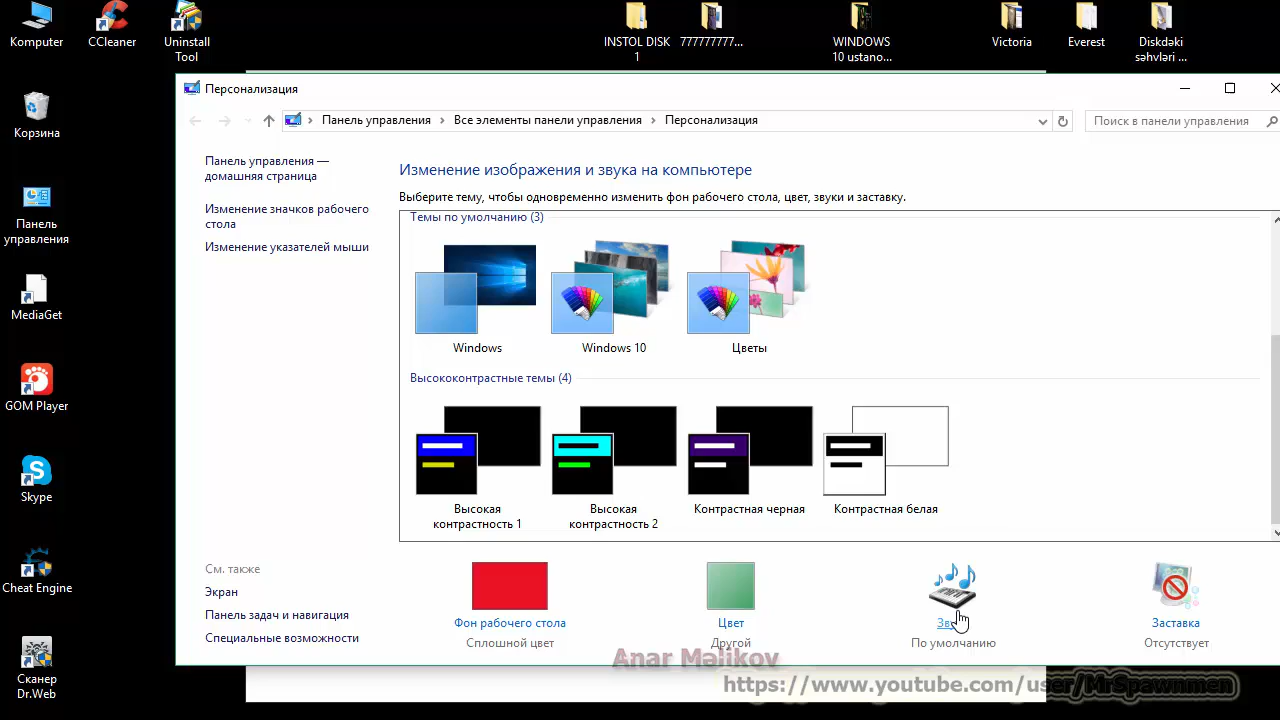 Komputer
CCleaner
Uninstall
Tool
INSTOL DISK
1
777777777...
WINDOWS
10 ustano...
Victoria
Everest
Diskdəki
səhvləri ...
Корзина
Панель
управления
MediaGet
GOM Player
Skype
Cheat Engine
Сканер
Dr.Web
Персонализация
Панель управления
Все элементы панели управления
Персонализация
Поиск в панели управления
Панель управления —
домашняя страница
Изменение значков рабочего
стола
Изменение указателей мыши
Изменение изображения и звука на компьютере
Выберите тему, чтобы одновременно изменить фон рабочего стола, цвет, звуки и заставку.
Темы по умолчанию (3)
Windows
Windows 10
Цветы
Высококонтрастные темы (4)
Высокая
контрастность 1
Высокая
контрастность 2
Контрастная черная
Контрастная белая
См. также
Экран
Панель задач и навигация
Специальные возможности
Фон рабочего стола
Сплошной цвет
Цвет
Другой
По умолчанию
Заставка
Отсутствует
Anar Məlikov
https://www.youtube.com/user/MrSpawnmen